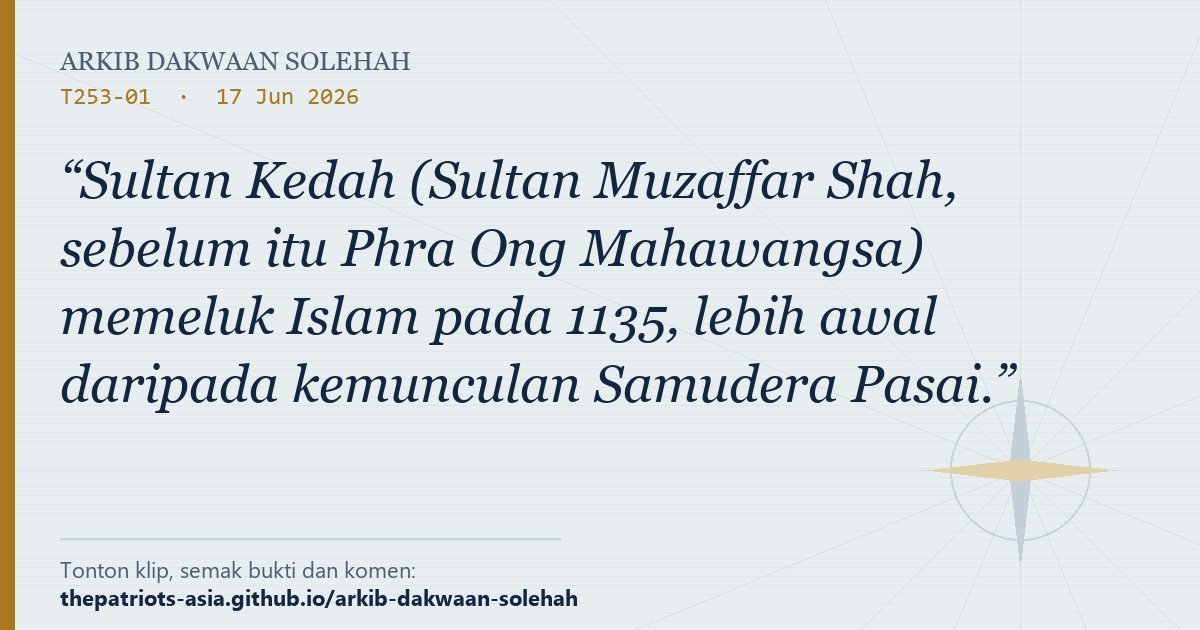 ARKIB DAKWAAN SOLEHAH
T253-01 · 17 Jun 2026
“Sultan Kedah (Sultan Muzaffar Shah,
sebelum itu Phra Ong Mahawangsa)
memeluk Islam pada 1135, lebih awal
daripada kemunculan Samudera Pasai.”
Tonton klip, semak bukti dan komen:
thepatriots-asia.github.io/arkib-dakwaan-solehah